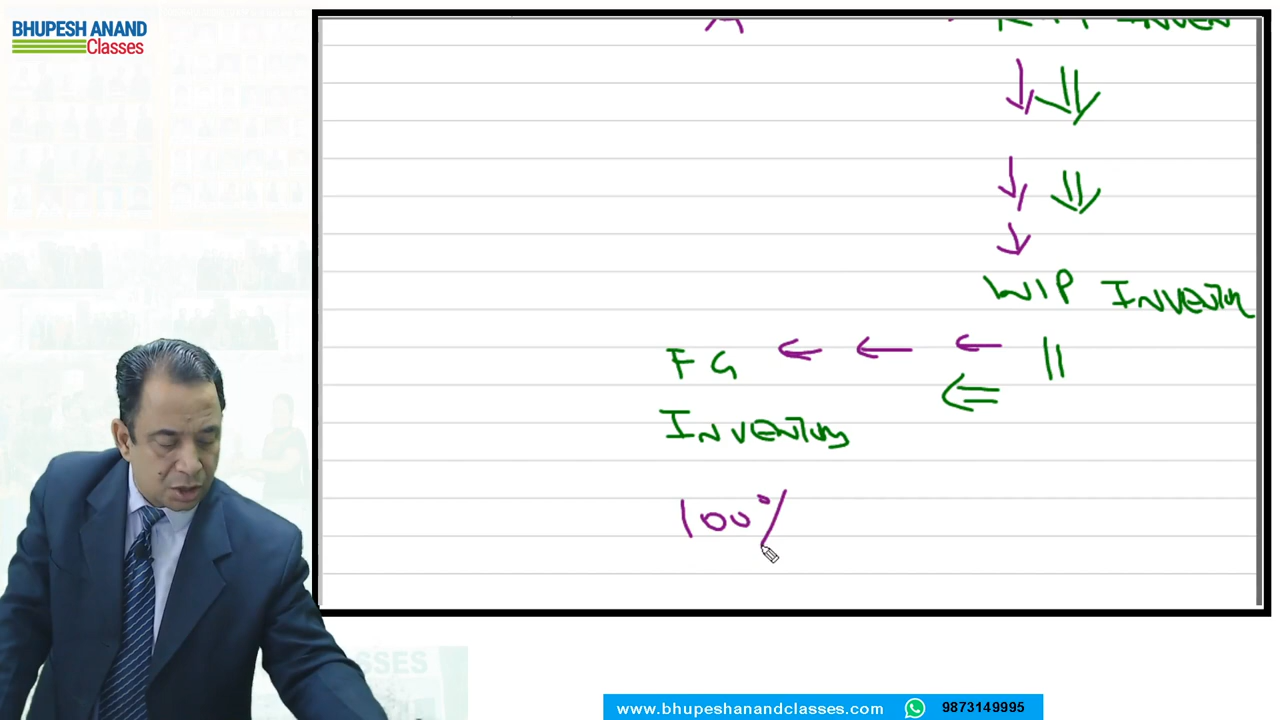 BHUPESH ANAND
Classes
WIP Inventory
FG
Inventory
100%
www.bhupeshanandclasses.com 9873149995